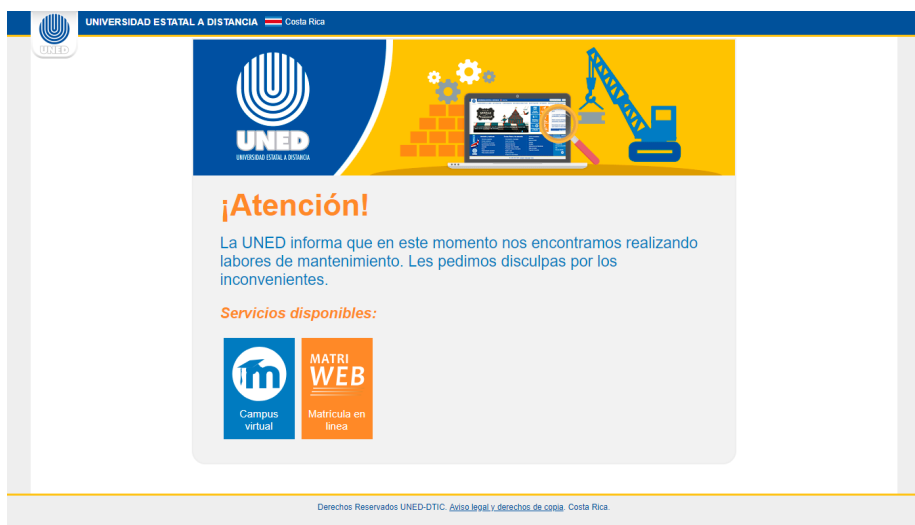 UNIVERSIDAD ESTATAL A DISTANCIA Costa Rica
UNED
UNED
UNIVERSIDAD ESTATAL A DISTANCIA
¡Atención!
La UNED informa que en este momento nos encontramos realizando
labores de mantenimiento. Les pedimos disculpas por los
inconvenientes.
Servicios disponibles:
m
Campus
virtual
MATRI
WEB
Matrícula en
línea
Derechos Reservados UNED-DTIC. Aviso legal y derechos de copia. Costa Rica.